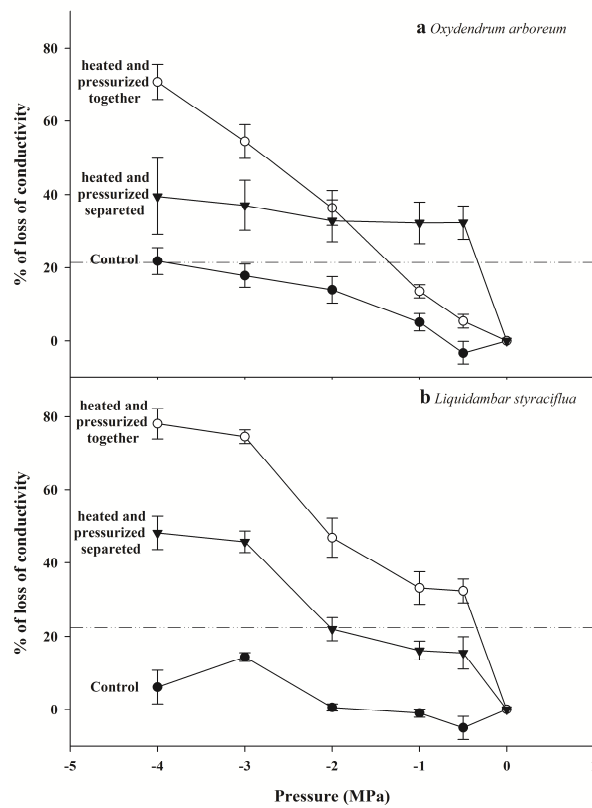 a Oxydendrum arboreum
80
60
40
20
0
% of loss of conductivity
heated and
pressurized
together
heated and
pressurized
separeted
Control
b Liquidambar styraciflua
80
60
40
20
0
% of loss of conductivity
heated and
pressurized
together
heated and
pressurized
separeted
Control
-5 -4 -3 -2 -1 0 1
Pressure (MPa)